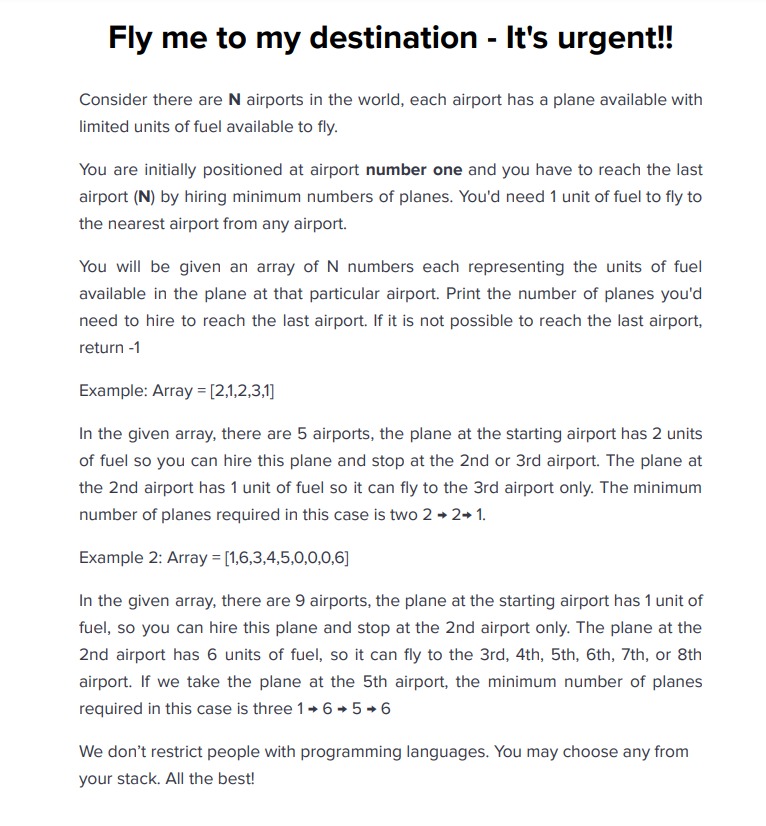 Fly me to my destination - It's urgent!!
Consider there are N airports in the world, each airport has a plane available with
limited units of fuel available to fly.
You are initially positioned at airport number one and you have to reach the last
airport (N) by hiring minimum numbers of planes. You'd need 1 unit of fuel to fly to
the nearest airport from any airport.
You will be given an array of N numbers each representing the units of fuel
available in the plane at that particular airport. Print the number of planes you'd
need to hire to reach the last airport. If it is not possible to reach the last airport,
return -1
Example: Array = [2,1,2,3,1]
In the given array, there are 5 airports, the plane at the starting airport has 2 units
of fuel so you can hire this plane and stop at the 2nd or 3rd airport. The plane at
the 2nd airport has 1 unit of fuel so it can fly to the 3rd airport only. The minimum
number of planes required in this case is two 2 → 2→ 1.
Example 2: Array = [1,6,3,4,5,0,0,0,6]
In the given array, there are 9 airports, the plane at the starting airport has 1 unit of
fuel, so you can hire this plane and stop at the 2nd airport only. The plane at the
2nd airport has 6 units of fuel, so it can fly to the 3rd, 4th, 5th, 6th, 7th, or 8th
airport. If we take the plane at the 5th airport, the minimum number of planes
required in this case is three 1 → 6 → 5 → 6
We don’t restrict people with programming languages. You may choose any from
your stack. All the best!